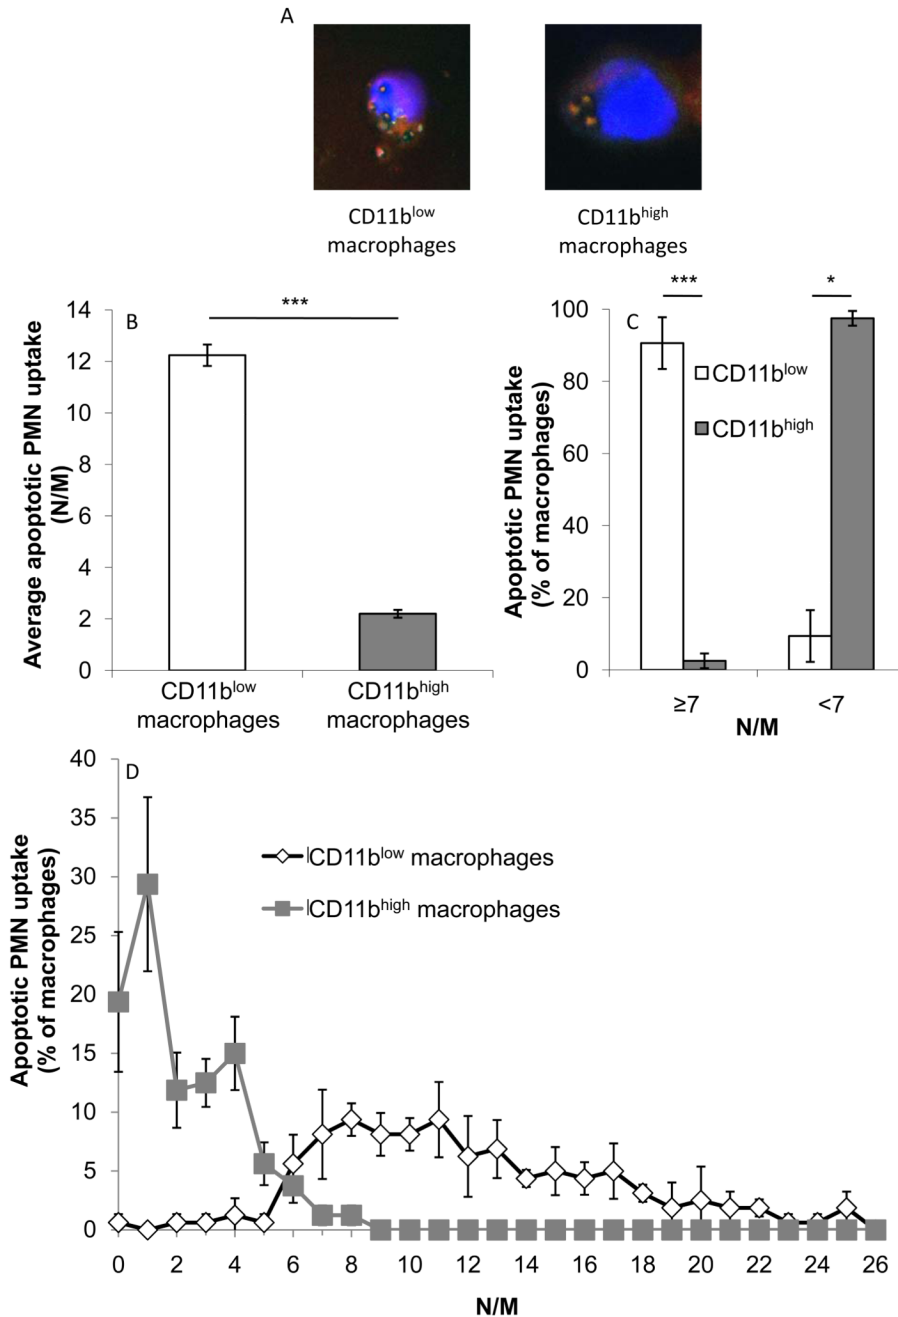 A
CD11blow
macrophages
CD11bhigh
macrophages
B
***
Average apoptotic PMN uptake
(N/M)
14
12
10
8
6
4
2
0
CD11blow
macrophages
CD11bhigh
macrophages
C
***
*
Apoptotic PMN uptake
(% of macrophages)
100
80
60
40
20
0
CD11blow
CD11bhigh
≥7
<7
N/M
D
Apoptotic PMN uptake
(% of macrophages)
40
35
30
25
20
15
10
5
0
CD11blow macrophages
CD11bhigh macrophages
0 2 4 6 8 10 12 14 16 18 20 22 24 26
N/M